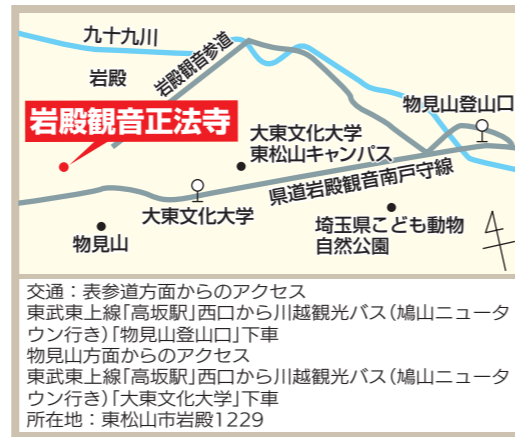 九十九川
岩殿
岩殿観音参道
物見山登山口
岩殿観音正法寺
大東文化大学
東松山キャンパス
県道岩殿観音南戸守線
大東文化大学
物見山
埼玉県こども動物
自然公園
交通：表参道方面からのアクセス
東武東上線「高坂駅」西口から川越観光バス（鳩山ニュータ
ウン行き）「物見山登山口」下車
物見山方面からのアクセス
東武東上線「高坂駅」西口から川越観光バス（鳩山ニュータ
ウン行き）「大東文化大学」下車
所在地：東松山市岩殿1229